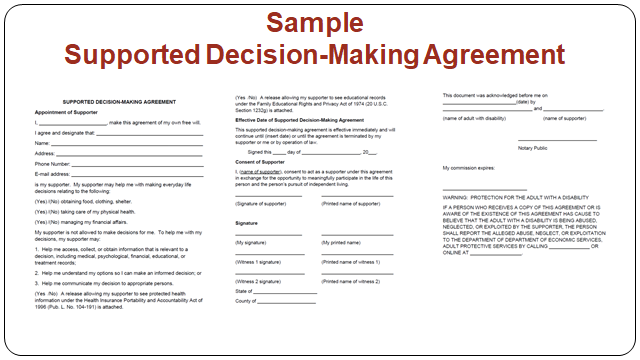 Sample
Supported Decision-Making Agreement
SUPPORTED DECISION-MAKING AGREEMENT
Appointment of Supporter
I, ______________________, make this agreement of my own free will.
I agree and designate that: ______________________
Name: ______________________
Address: ______________________
Phone Number: ______________________
E-mail address: ______________________
is my supporter. My supporter may help me with making everyday life
decisions relating to the following:
(Yes) /(No) obtaining food, clothing, shelter.
(Yes) /(No) taking care of my physical health.
(Yes) /(No) managing my financial affairs.
My supporter is not allowed to make decisions for me. To help me with my
decisions, my supporter may:
1. Help me access, collect, or obtain information that is relevant to a
decision, including medical, psychological, financial, educational, or
treatment records;
2. Help me understand my options so I can make an informed decision; or
3. Help me communicate my decision to appropriate persons.
(Yes /No) A release allowing my supporter to see protected health
information under the Health Insurance Portability and Accountability Act of
1996 (Pub. L. No. 104-191) is attached.
(Yes /No) A release allowing my supporter to see educational records
under the Family Educational Rights and Privacy Act of 1974 (20 U.S.C.
Section 1232g) is attached.
Effective Date of Supported Decision-Making Agreement
This supported decision-making agreement is effective immediately and will
continue until (insert date) or until the agreement is terminated by my
supporter or me or by operation of law.
Signed this _____ day of ______________________, 20___.
Consent of Supporter
I, (name of supporter), consent to act as a supporter under this agreement
in exchange for the opportunity to meaningfully participate in the life of this
person and the person's pursuit of independent living.
(Signature of supporter) (Printed name of supporter)
Signature
(My signature) (My printed name)
(Witness 1 signature) (Printed name of witness 1)
(Witness 2 signature) (Printed name of witness 2)
State of ______________________
County of ______________________
This document was acknowledged before me on
______________________(date) by
______________________ and ______________________.
(name of adult with disability) (name of supporter)
Notary Public
My commission expires:
WARNING: PROTECTION FOR THE ADULT WITH A DISABILITY
IF A PERSON WHO RECEIVES A COPY OF THIS AGREEMENT OR IS
AWARE OF THE EXISTENCE OF THIS AGREEMENT HAS CAUSE TO
BELIEVE THAT THE ADULT WITH A DISABILITY IS BEING ABUSED,
NEGLECTED, OR EXPLOITED BY THE SUPPORTER, THE PERSON
SHALL REPORT THE ALLEGED ABUSE, NEGLECT, OR EXPLOITATION
TO THE DEPARTMENT OF DEPARTMENT OF ECONOMIC SERVICES,
ADULT PROTECTIVE SERVICES BY CALLING ______________ OR
ONLINE AT ______________.